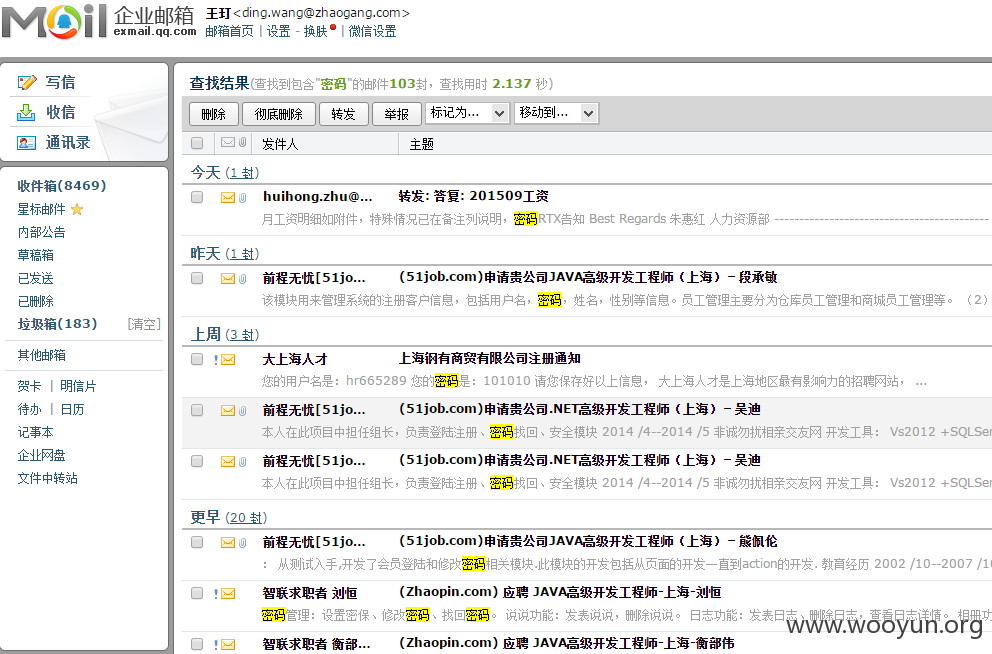 Mail 企业邮箱 exmail.qq.com
王玎<ding.wang@zhaogang.com>
邮箱首页 | 设置 - 换肤 | 微信设置
写信
收信
通讯录
收件箱(8469)
星标邮件
内部公告
草稿箱
已发送
已删除
垃圾箱(183) [清空]
其他邮箱
贺卡 | 明信片
待办 | 日历
记事本
企业网盘
文件中转站
查找结果(查找到包含"密码"的邮件103封，查找用时 2.137 秒)
删除 彻底删除 转发 举报 标记为... 移动到...
发件人 主题
今天 (1 封)
huihong.zhu@... 转发: 答复: 201509工资
月工资明细如附件，特殊情况已在备注列说明，密码RTX告知 Best Regards 朱惠红 人力资源部 ----------------------------------------
昨天 (1 封)
前程无忧[51jo... (51job.com)申请贵公司JAVA高级开发工程师（上海）－段承敏
该模块用来管理系统的注册客户信息，包括用户名，密码，姓名，性别等信息。员工管理主要分为仓库员工管理和商城员工管理等。（2）
上周 (3 封)
大上海人才 上海钢有商贸有限公司注册通知
您的用户名是：hr665289 您的密码是：101010 请您保存好以上信息， 大上海人才是上海地区最有影响力的招聘网站， ...
前程无忧[51jo... (51job.com)申请贵公司.NET高级开发工程师（上海）－吴迪
本人在此项目中担任组长，负责登陆注册、密码找回、安全模块 2014 /4--2014 /5 非诚勿扰相亲交友网 开发工具： Vs2012 +SQLSer
前程无忧[51jo... (51job.com)申请贵公司.NET高级开发工程师（上海）－吴迪
本人在此项目中担任组长，负责登陆注册、密码找回、安全模块 2014 /4--2014 /5 非诚勿扰相亲交友网 开发工具： Vs2012 +SQLSer
更早 (20 封)
前程无忧[51jo... (51job.com)申请贵公司JAVA高级开发工程师（上海）－熊佩伦
： 从测试入手,开发了会员登陆和修改密码相关模块.此模块的开发包括从页面的开发一直到action的开发. 教育经历 2002 /10--2007 /10
智联求职者 刘恒 (Zhaopin.com) 应聘 JAVA高级工程师-上海-刘恒
密码管理：设置密保、修改密码、找回密码。 说说功能：发表说说，删除说说。 日志功能：发表日志、删除日志，查看日志详情。 相册功
智联求职者 衡部... (Zhaopin.com) 应聘 JAVA高级工程师-上海-衡部伟
www.wooyun.org